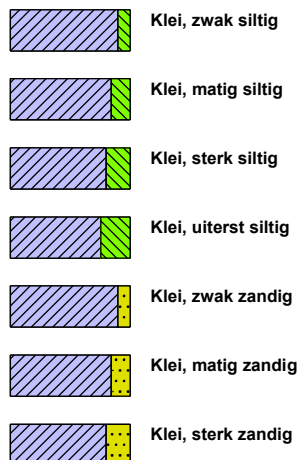 Klei, zwak siltig
Klei, matig siltig
Klei, sterk siltig
Klei, uiterst siltig
Klei, zwak zandig
Klei, matig zandig
Klei, sterk zandig